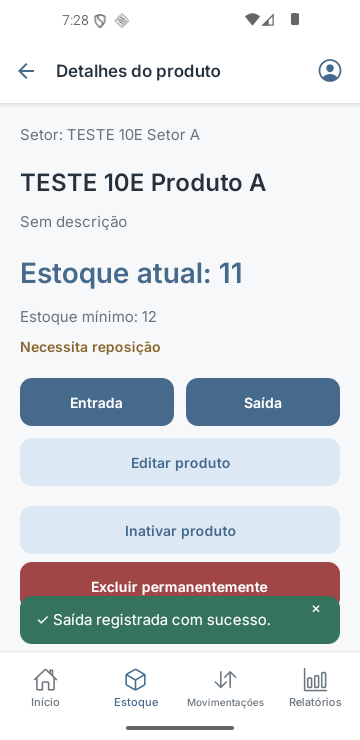 7:28
Detalhes do produto
Setor: TESTE 10E Setor A
TESTE 10E Produto A
Sem descrição
Estoque atual: 11
Estoque mínimo: 12
Necessita reposição
Entrada
Saída
Editar produto
Inativar produto
Excluir permanentemente
✓ Saída registrada com sucesso.
×
Início
Estoque
Movimentações
Relatórios